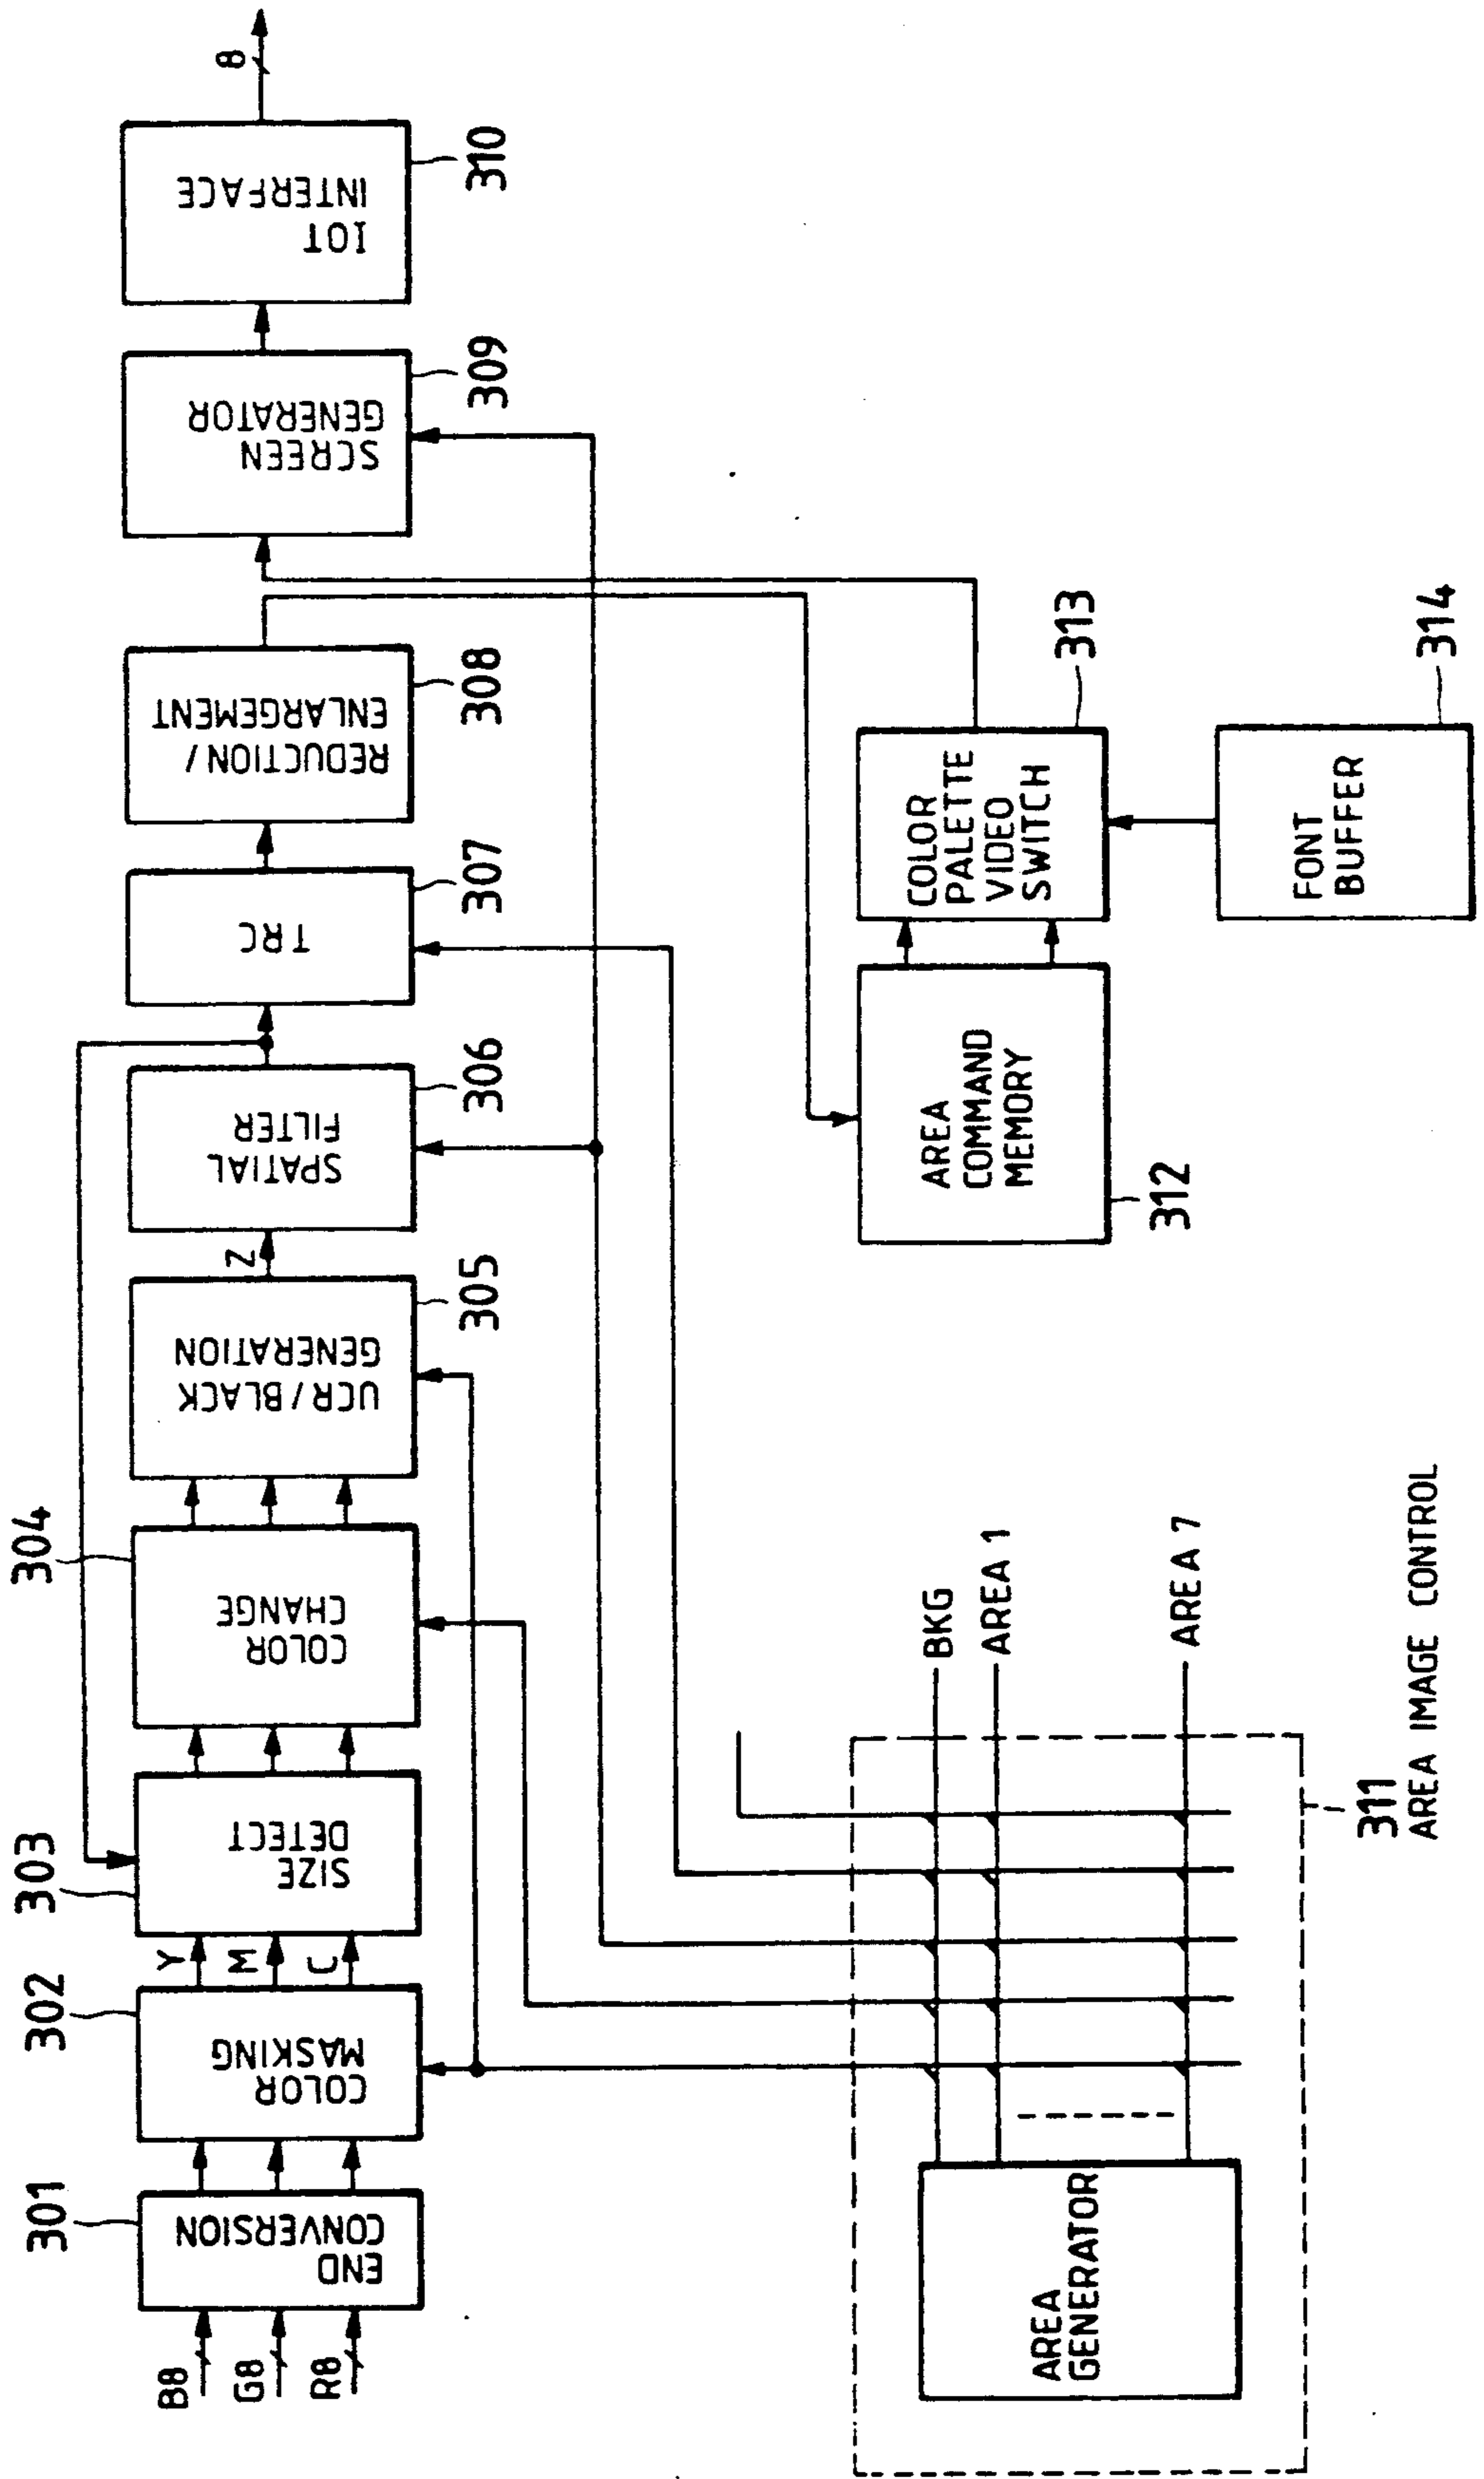 B8
G8
R8
301
END
CONVERSION
302
COLOR
MASKING
Y
M
C
303
SIZE
DETECT
304
COLOR
CHANGE
305
UCR/BLACK
GENERATION
Z
306
SPATIAL
FILTER
307
TRC
308
REDUCTION/
ENLARGEMENT
309
SCREEN
GENERATOR
310
IOT
INTERFACE
8
AREA
GENERATOR
BKG
AREA 1
AREA 7
311
AREA IMAGE CONTROL
312
AREA
COMMAND
MEMORY
313
COLOR
PALETTE
VIDEO
SWITCH
314
FONT
BUFFER